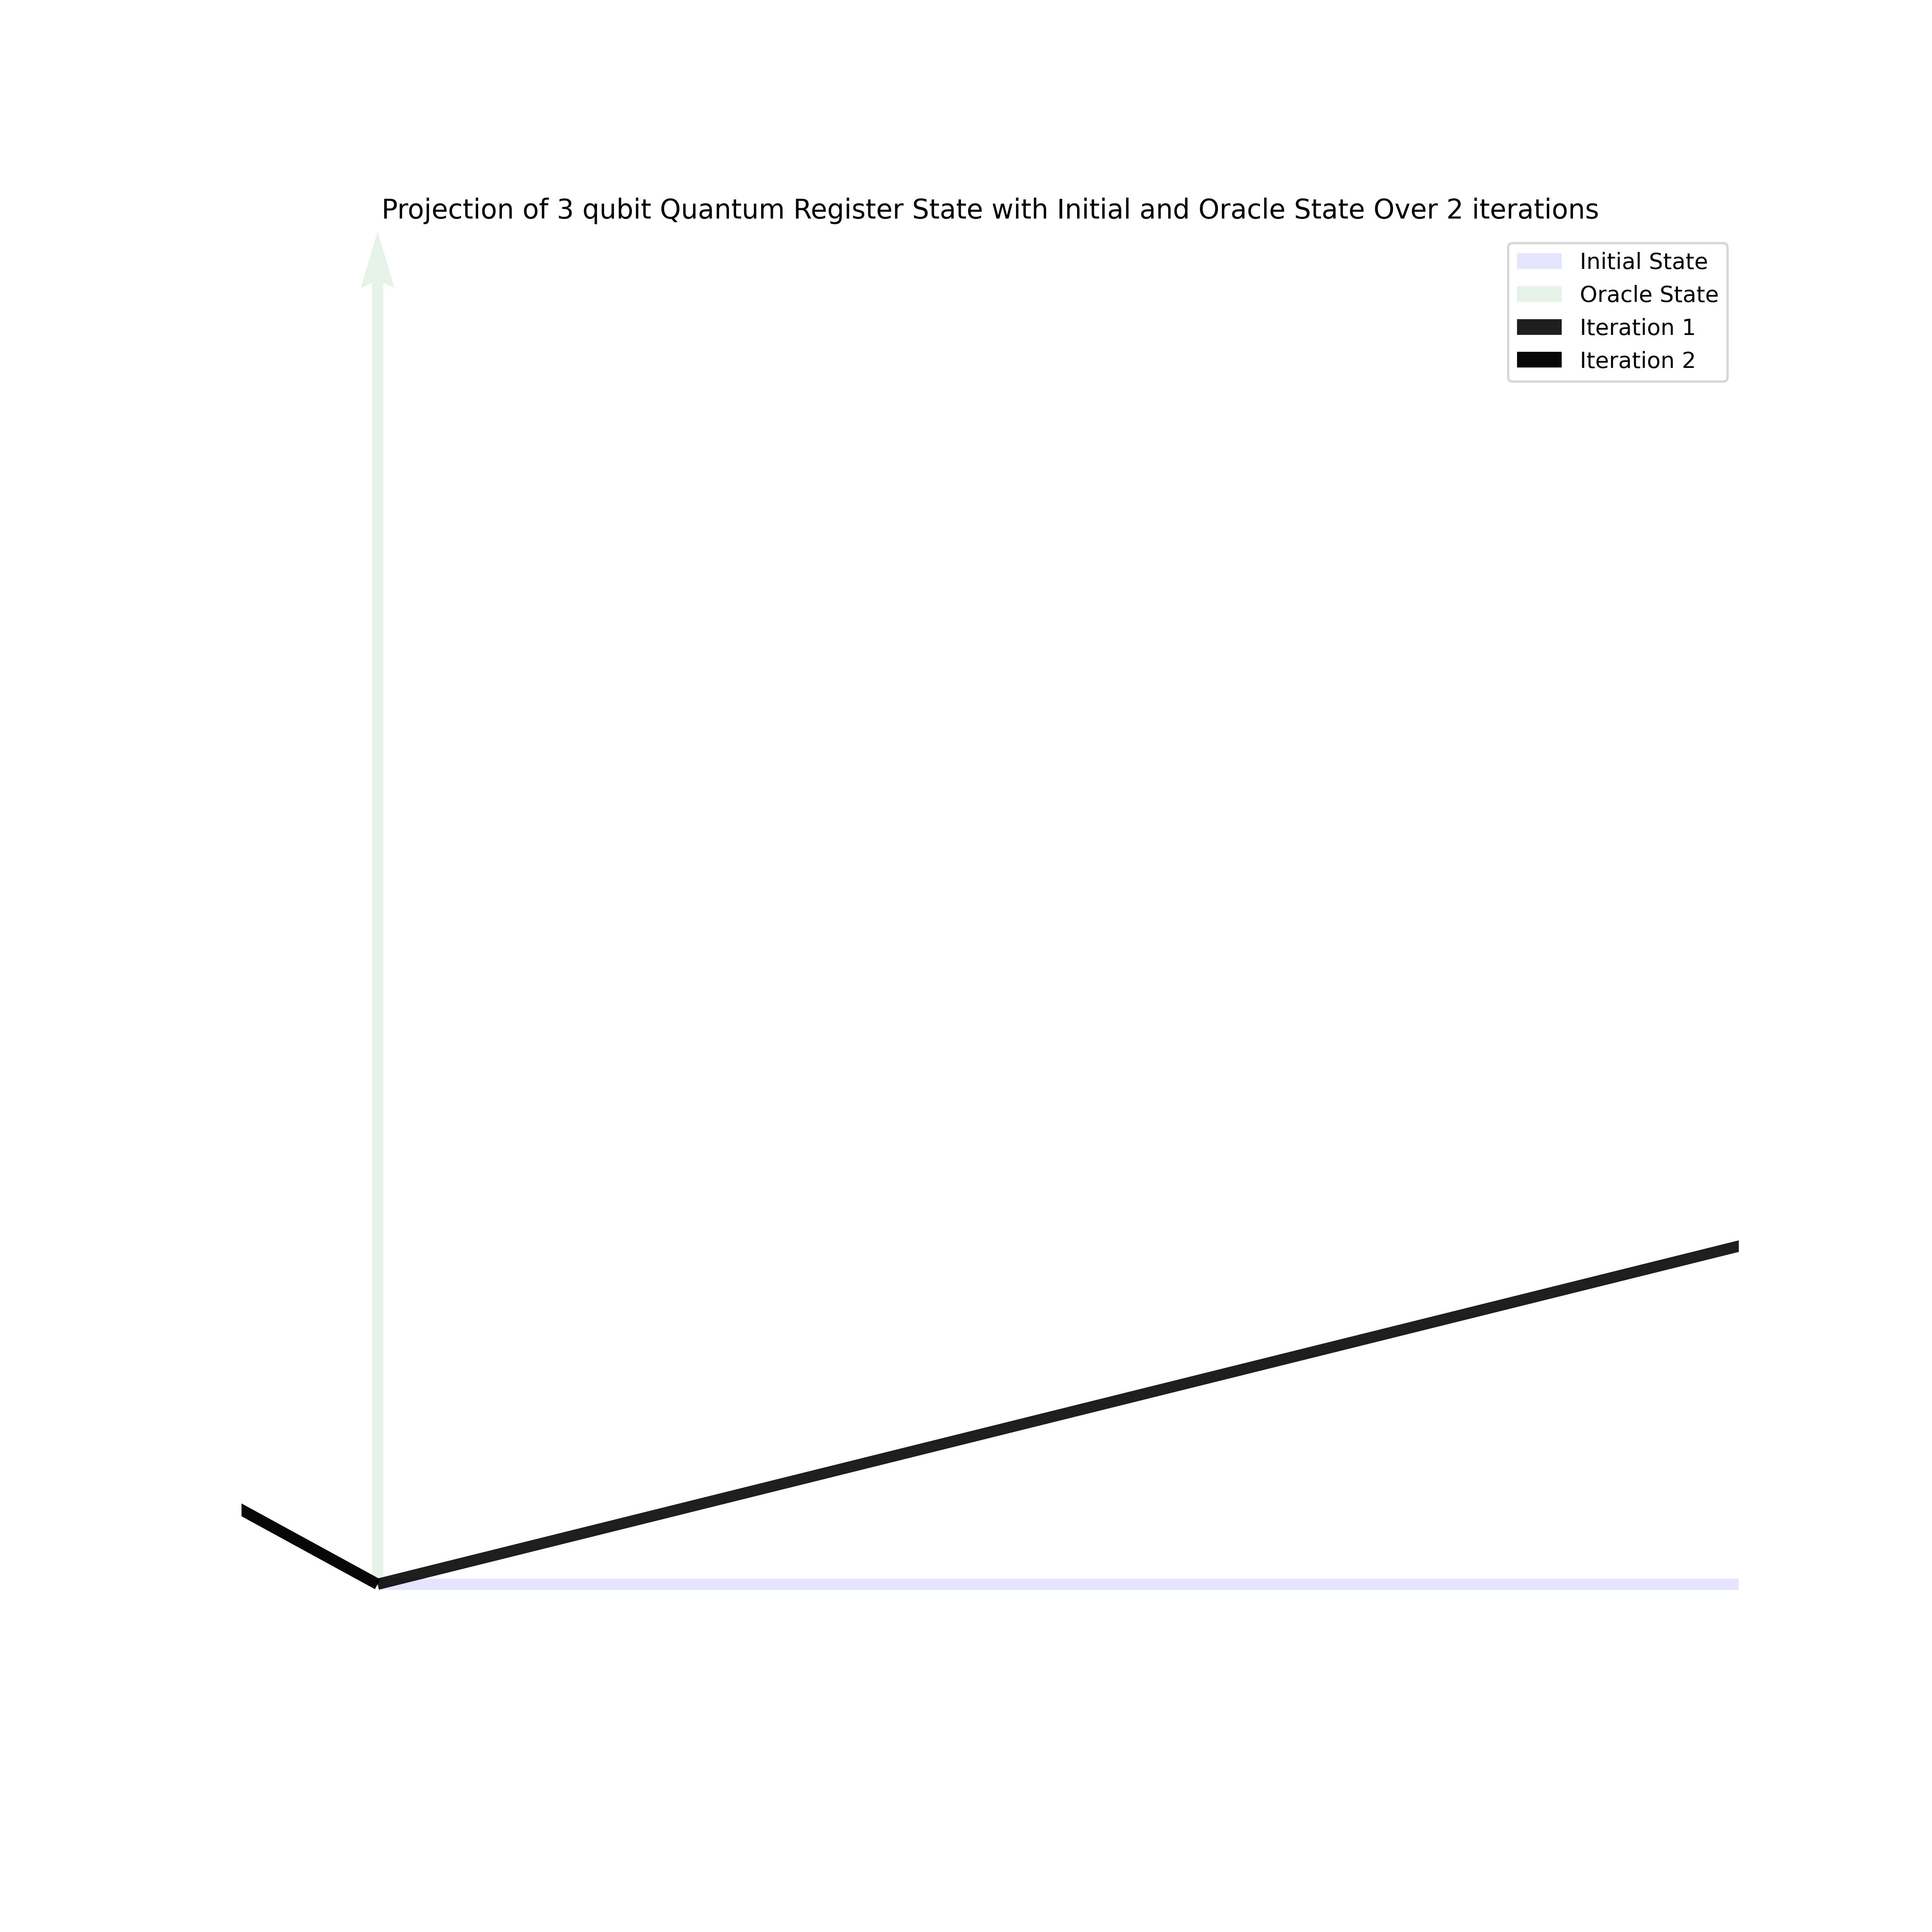 Projection of 3 qubit Quantum Register State with Initial and Oracle State Over 2 iterations
Initial State
Oracle State
Iteration 1
Iteration 2